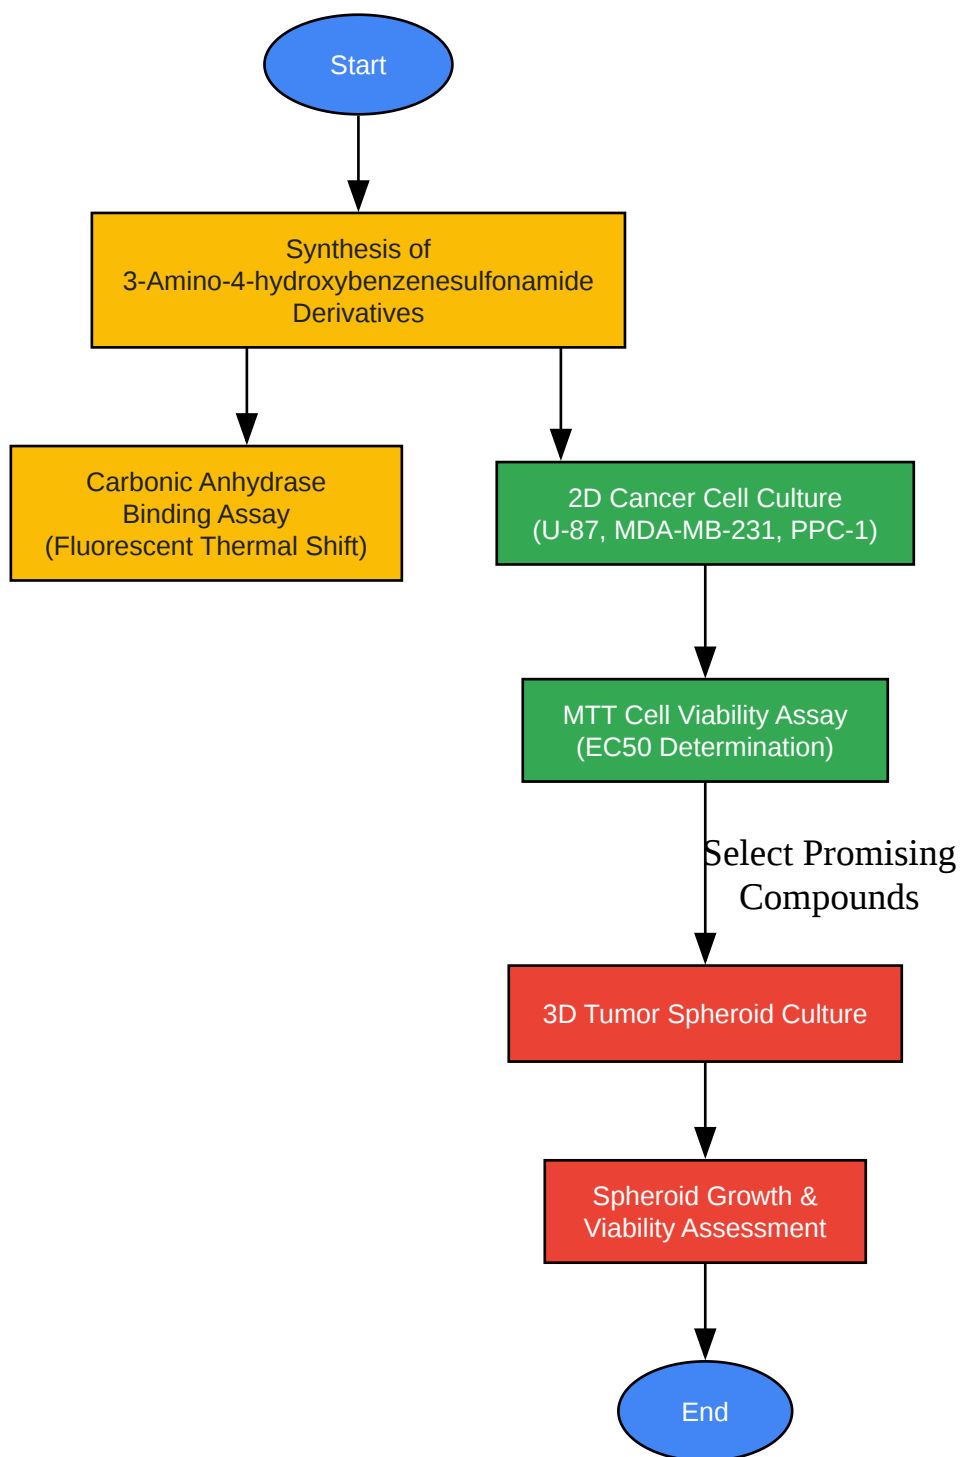 Start
Synthesis of
3-Amino-4-hydroxybenzenesulfonamide
Derivatives
Carbonic Anhydrase
Binding Assay
(Fluorescent Thermal Shift)
2D Cancer Cell Culture
(U-87, MDA-MB-231, PPC-1)
MTT Cell Viability Assay
(EC50 Determination)
Select Promising
Compounds
3D Tumor Spheroid Culture
Spheroid Growth &
Viability Assessment
End